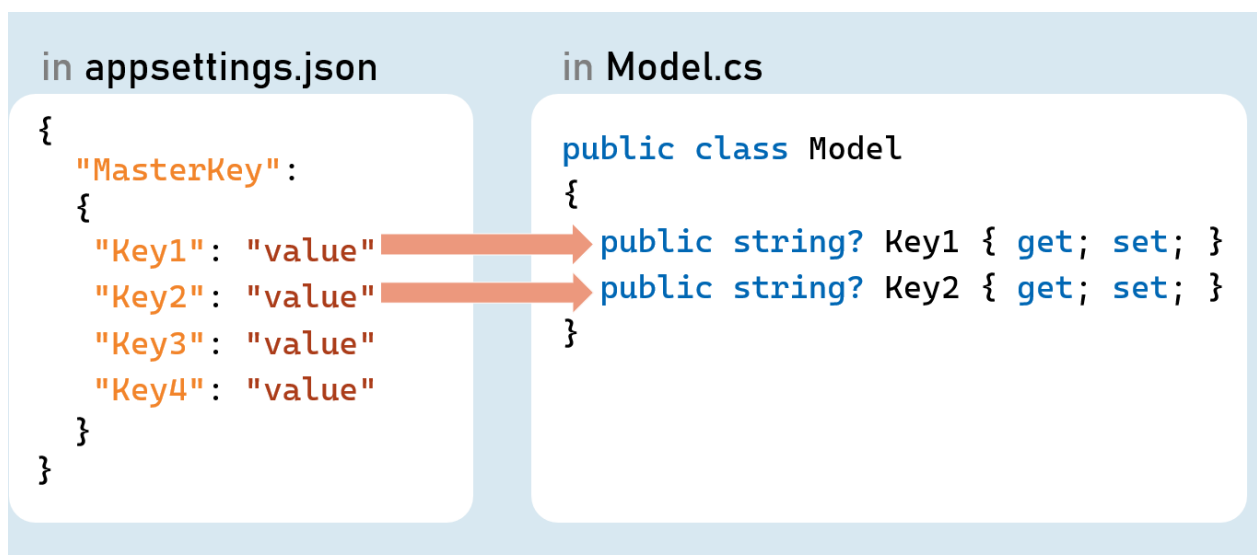 in appsettings.json
{
"MasterKey":
{
"Key1": "value"
"Key2": "value"
"Key3": "value"
"Key4": "value"
}
}
in Model.cs
public class Model
{
public string? Key1 { get; set; }
public string? Key2 { get; set; }
}